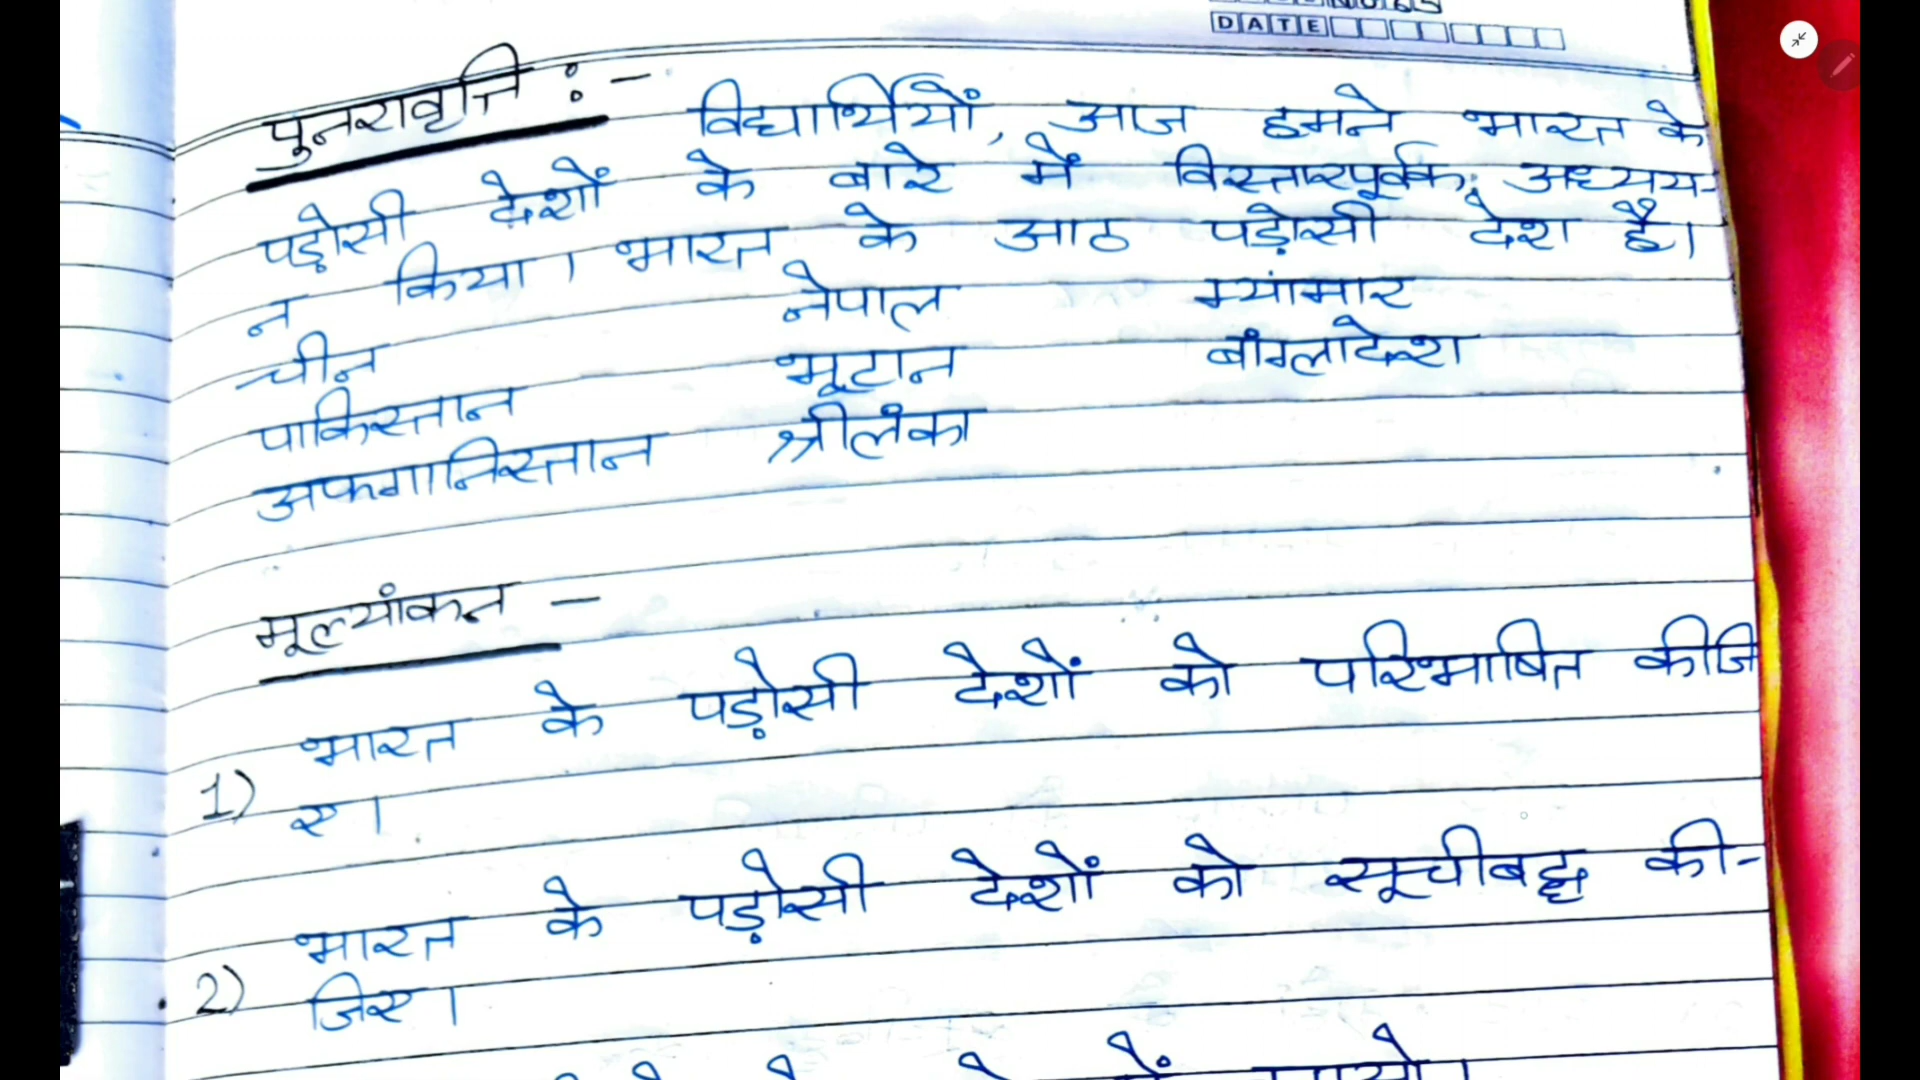 DATE
पुनरावृत्ति :-
विद्यार्थियों, आज हमने भारत के
पड़ोसी देशों के बारे में विस्तारपूर्वक अध्यय-
न किया। भारत के आठ पड़ोसी देश है।
चीन नेपाल म्यांमार
पाकिस्तान भूटान बांग्लादेश
अफगानिस्तान श्रीलंका
मूल्यांकन -
1) भारत के पड़ोसी देशों को परिभाषित कीजि
ए।
2) भारत के पड़ोसी देशों को सूचीबद्ध की-
जिए।